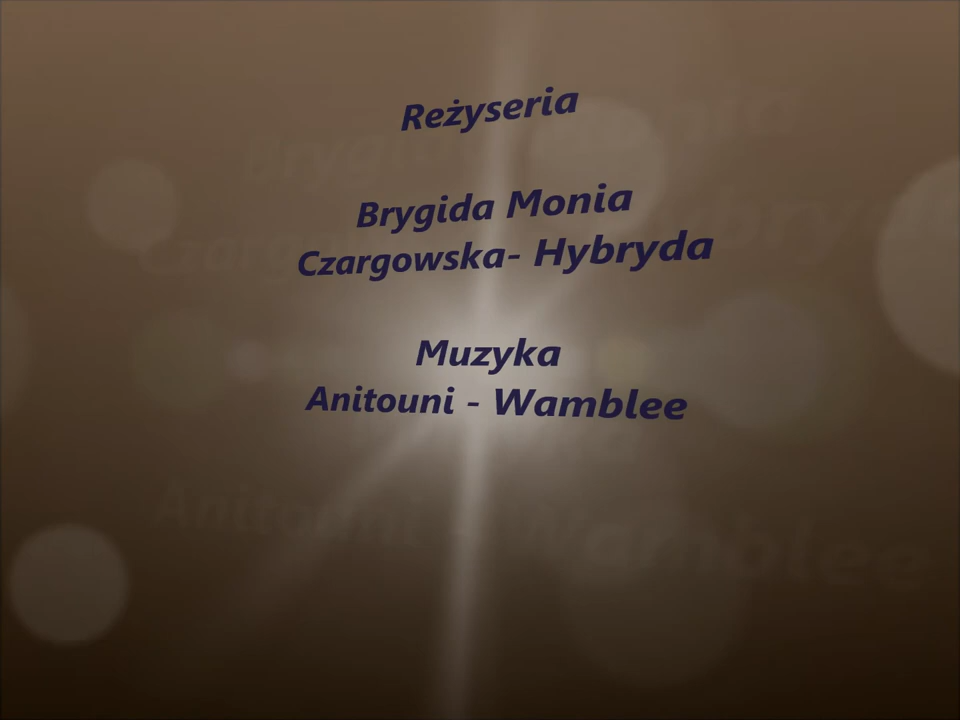 Reżyseria
Brygida Monia
Czargowska- Hybryda
Muzyka
Anitouni - Wamblee